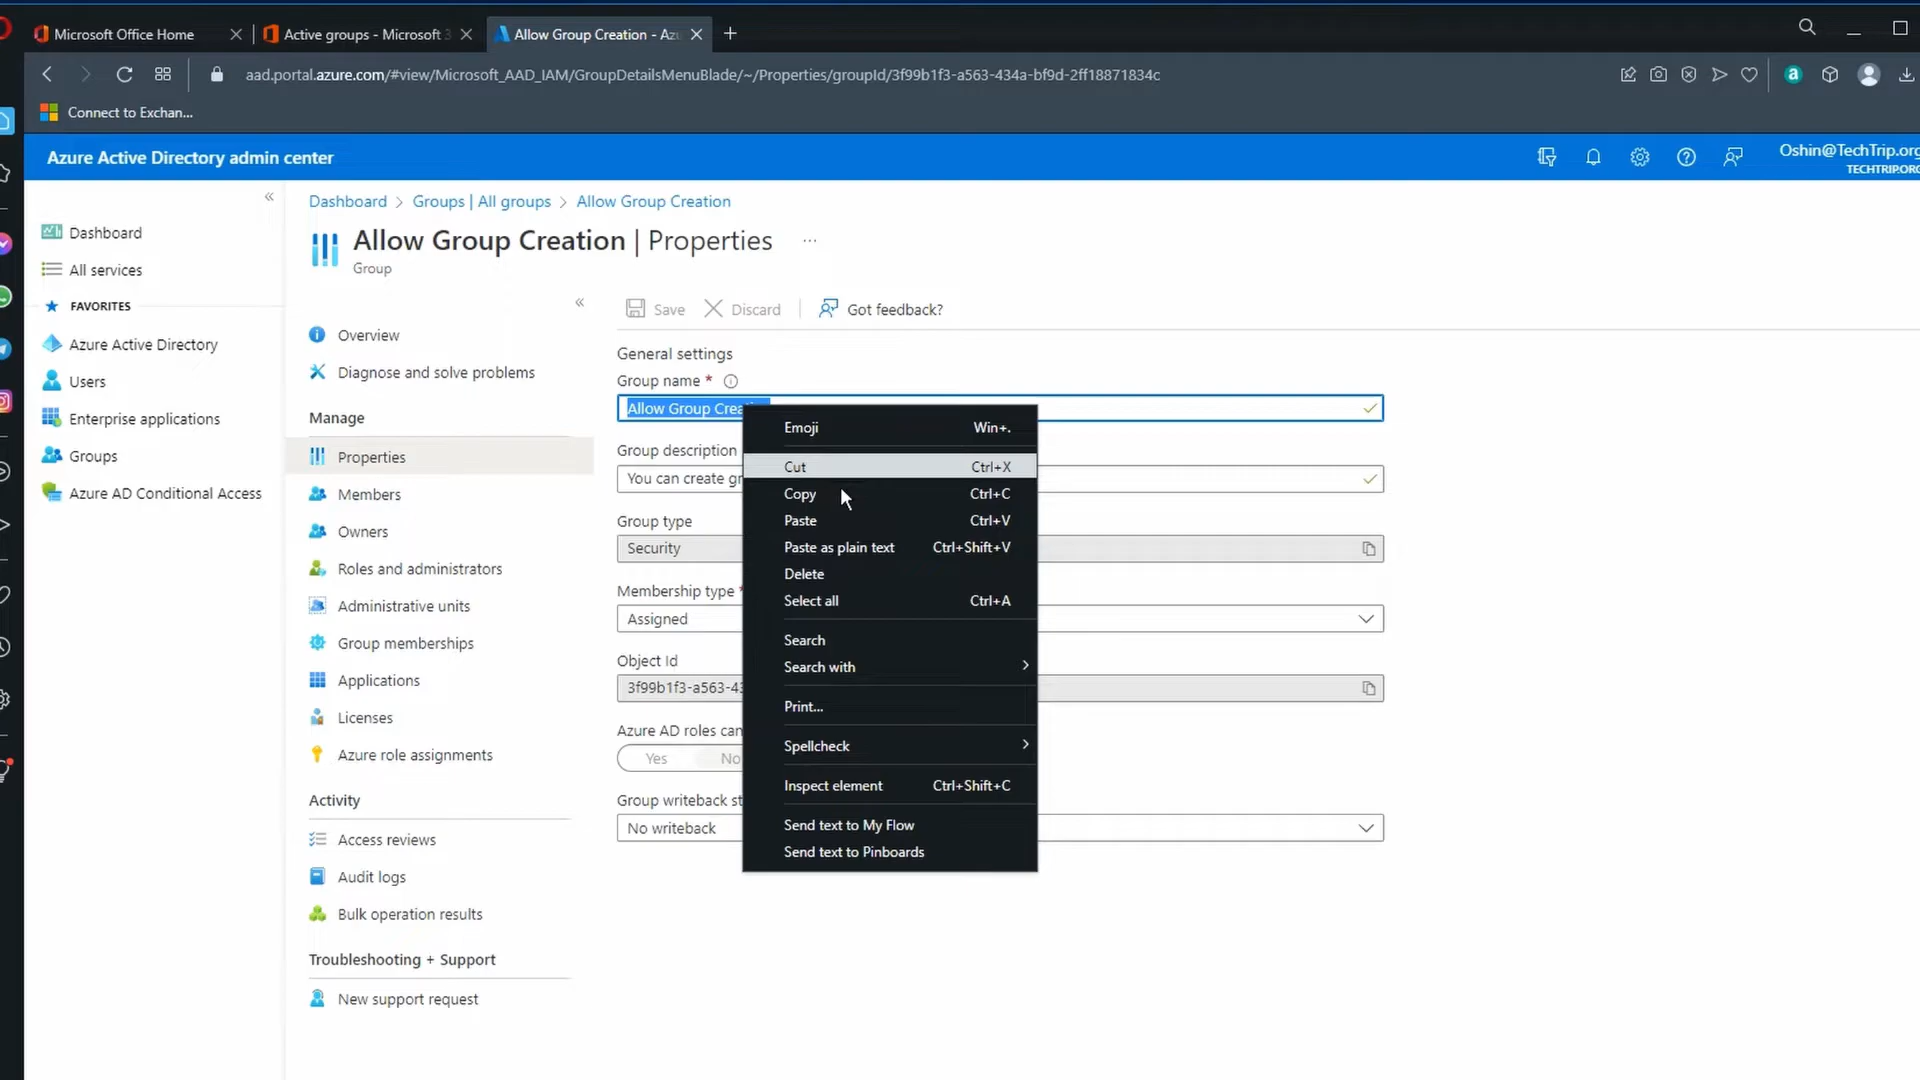 Microsoft Office Home
Active groups - Microsoft 3
Allow Group Creation - Azu
aad.portal.azure.com/#view/Microsoft_AAD_IAM/GroupDetailsMenuBlade/~/Properties/groupId/3f99b1f3-a563-434a-bf9d-2ff18871834c
Connect to Exchan...
Azure Active Directory admin center
Oshin@TechTrip.org
TECHTRIP.ORG
Dashboard > Groups | All groups > Allow Group Creation
Allow Group Creation | Properties ...
Group
Dashboard
All services
FAVORITES
Azure Active Directory
Users
Enterprise applications
Groups
Azure AD Conditional Access
Overview
Diagnose and solve problems
Manage
Properties
Members
Owners
Roles and administrators
Administrative units
Group memberships
Applications
Licenses
Azure role assignments
Activity
Access reviews
Audit logs
Bulk operation results
Troubleshooting + Support
New support request
Save
Discard
Got feedback?
General settings
Group name *
Allow Group Crea
Group description
You can create gr
Group type
Security
Membership type *
Assigned
Object Id
3f99b1f3-a563-43
Azure AD roles can
Yes No
Group writeback st
No writeback
Emoji Win+.
Cut Ctrl+X
Copy Ctrl+C
Paste Ctrl+V
Paste as plain text Ctrl+Shift+V
Delete
Select all Ctrl+A
Search
Search with
Print...
Spellcheck
Inspect element Ctrl+Shift+C
Send text to My Flow
Send text to Pinboards